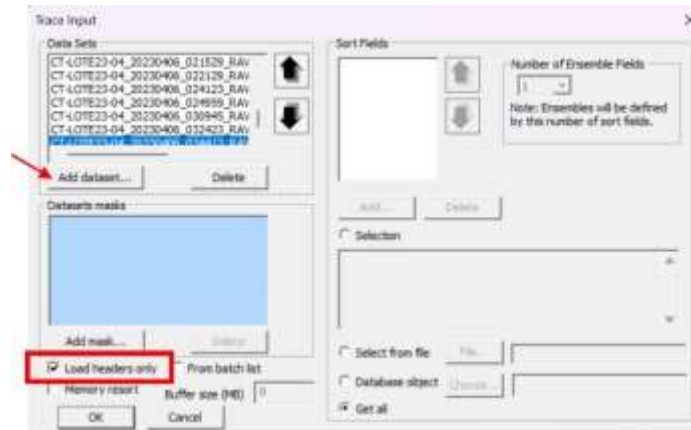 Trace Input
Data Sets
CT-LOTE23-04_20230406_021529_RAV
CT-LOTE23-04_20230406_022129_RAV
CT-LOTE23-04_20230406_024123_RAV
CT-LOTE23-04_20230406_024659_RAV
CT-LOTE23-04_20230406_030945_RAV
CT-LOTE23-04_20230406_032423_RAV
Add dataset...
Delete
Datasets masks
Add mask...
Delete
Load headers only
From batch list
Memory resort
Buffer size (MB)
0
OK
Cancel
Sort Fields
Number of Ensemble Fields
1
Note: Ensembles will be defined
by this number of sort fields.
Add...
Delete
Selection
Select from file
File...
Database object
Choose...
Get all